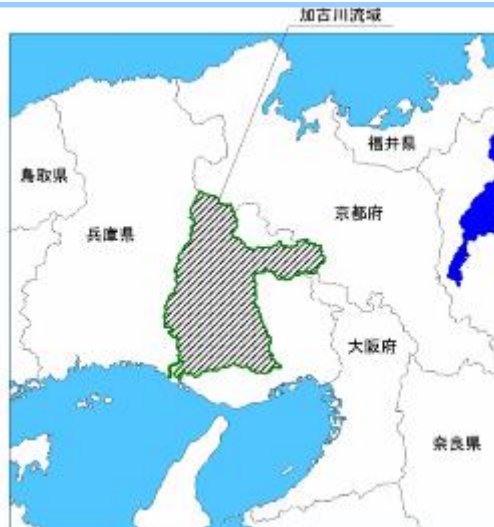 加古川流域
福井県
鳥取県
京都府
兵庫県
大阪府
奈良県